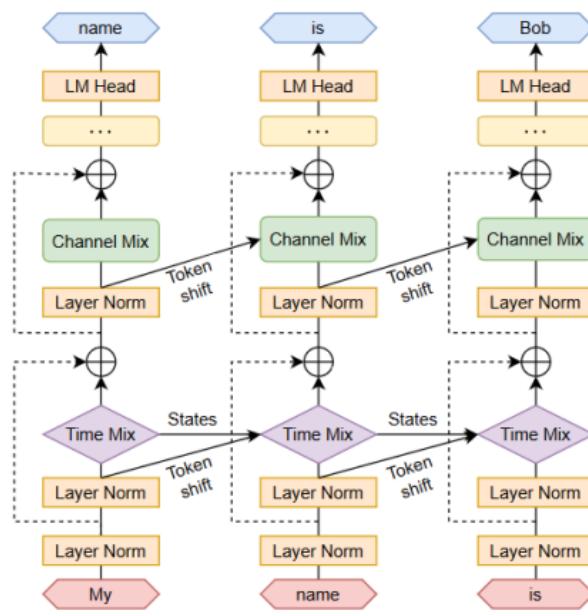 name is Bob
LM Head LM Head LM Head
... ... ...
Channel Mix Channel Mix Channel Mix
Token shift Token shift
Layer Norm Layer Norm Layer Norm
States States
Time Mix Time Mix Time Mix
Token shift Token shift
Layer Norm Layer Norm Layer Norm
Layer Norm Layer Norm Layer Norm
My name is